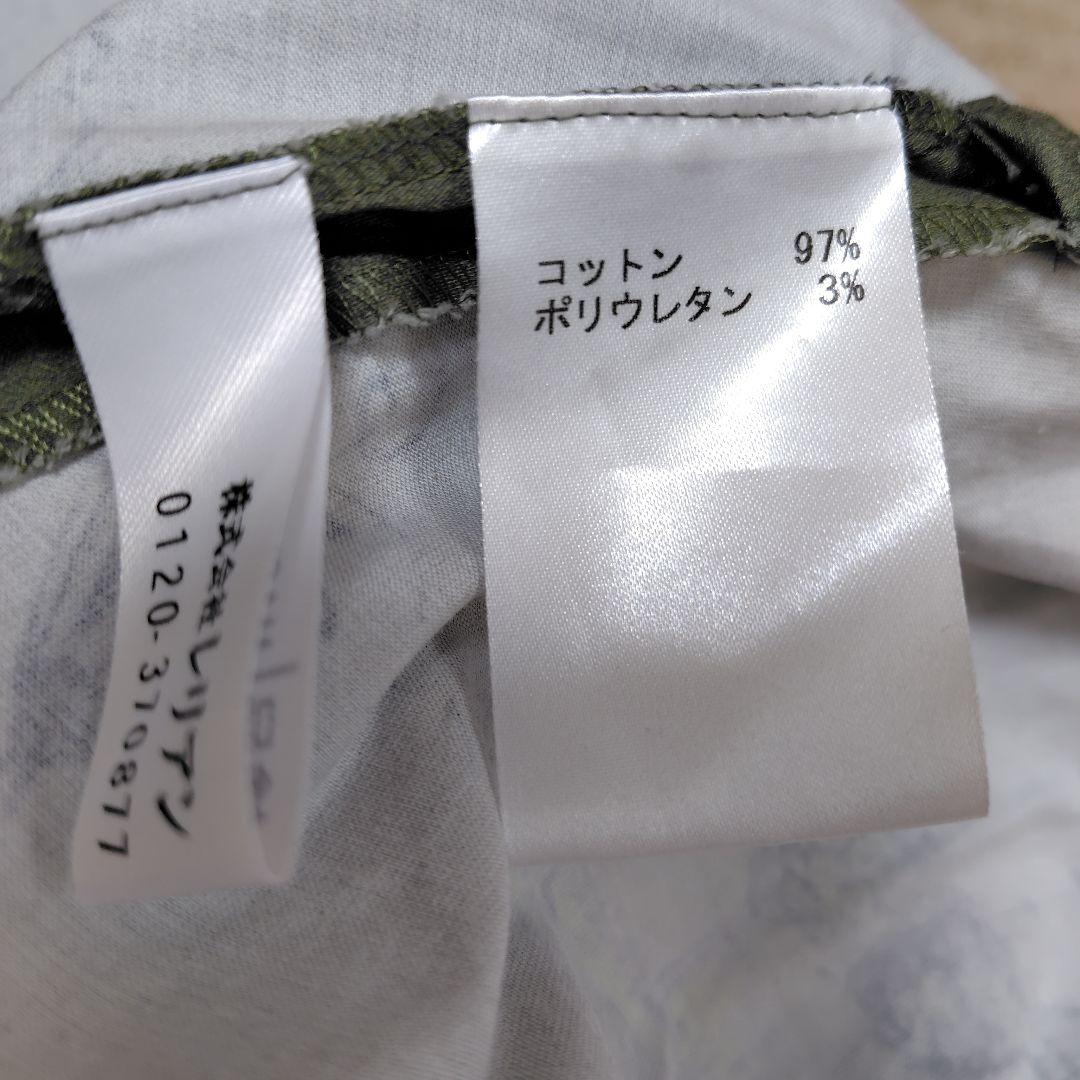 コットン 97%
ポリウレタン 3%
株式会社レリアン
0120-370877